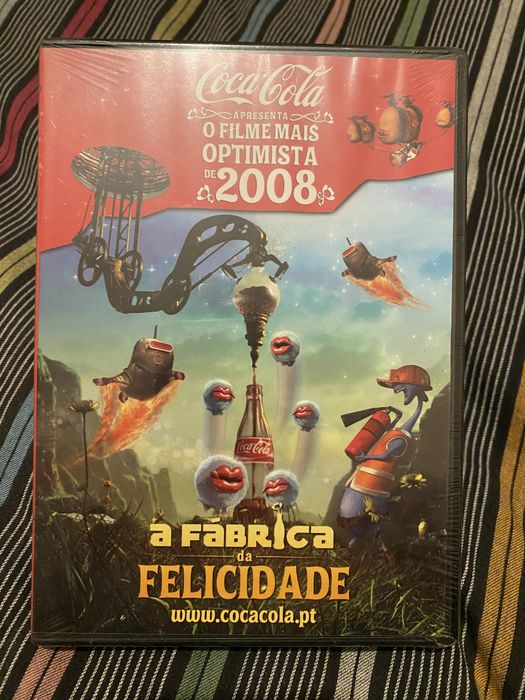 Coca-Cola
APRESENTA
O FILME MAIS
OPTIMISTA
DE 2008
Coca-Cola
A FÁBRICA
da
FELICIDADE
www.cocacola.pt